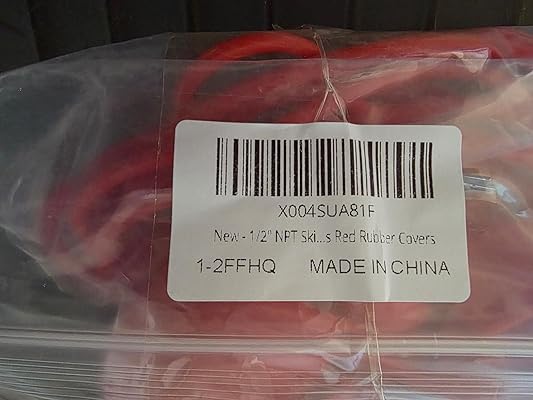 X004SUA81F
New - 1/2" NPT Ski...s Red Rubber Covers
1-2FFHQ MADE IN CHINA